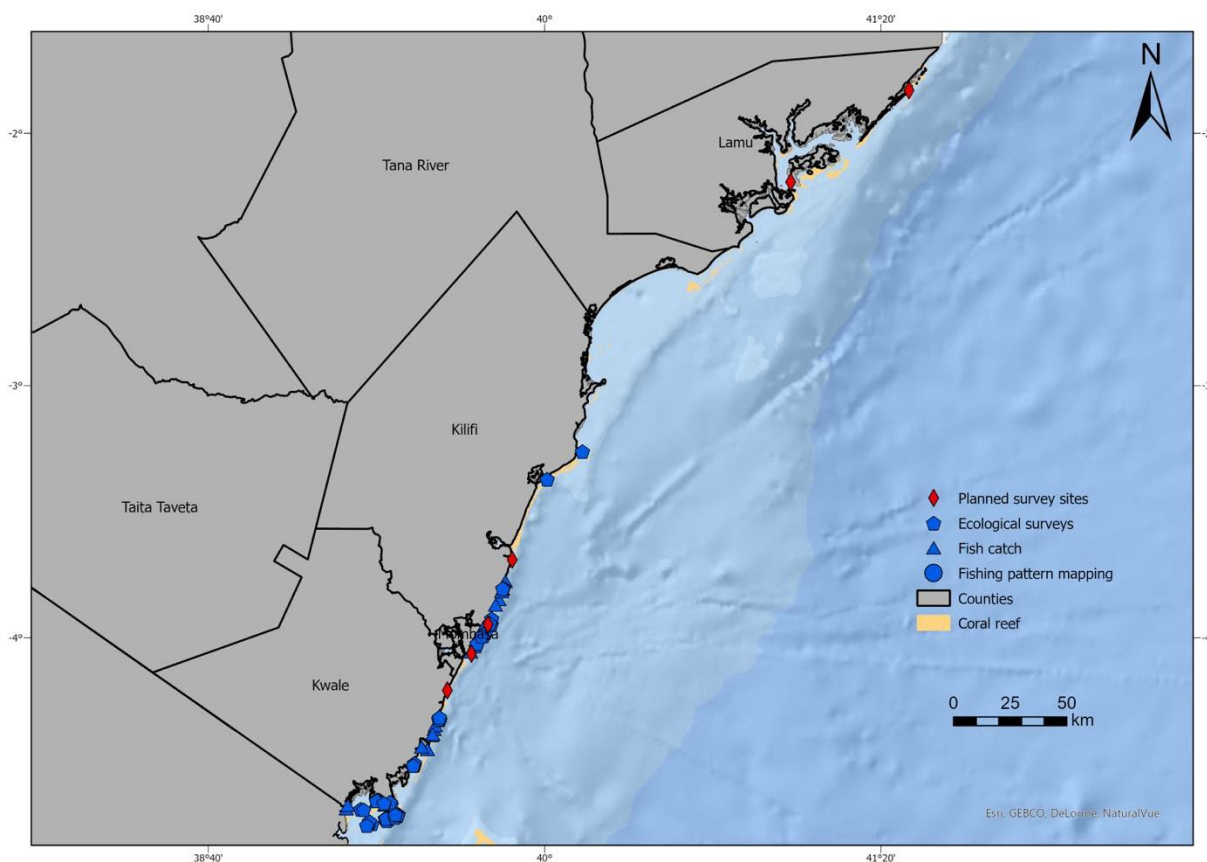 38°40'
40°
41°20'
N
-2°
Lamu
Tana River
-3°
Kilifi
Taita Taveta
Planned survey sites
Ecological surveys
Fish catch
Fishing pattern mapping
Counties
Coral reef
-4°
Mombasa
Kwale
0 25 50
km
Esri, GEBCO, DeLorme, NaturalVue
38°40'
40°
41°20'